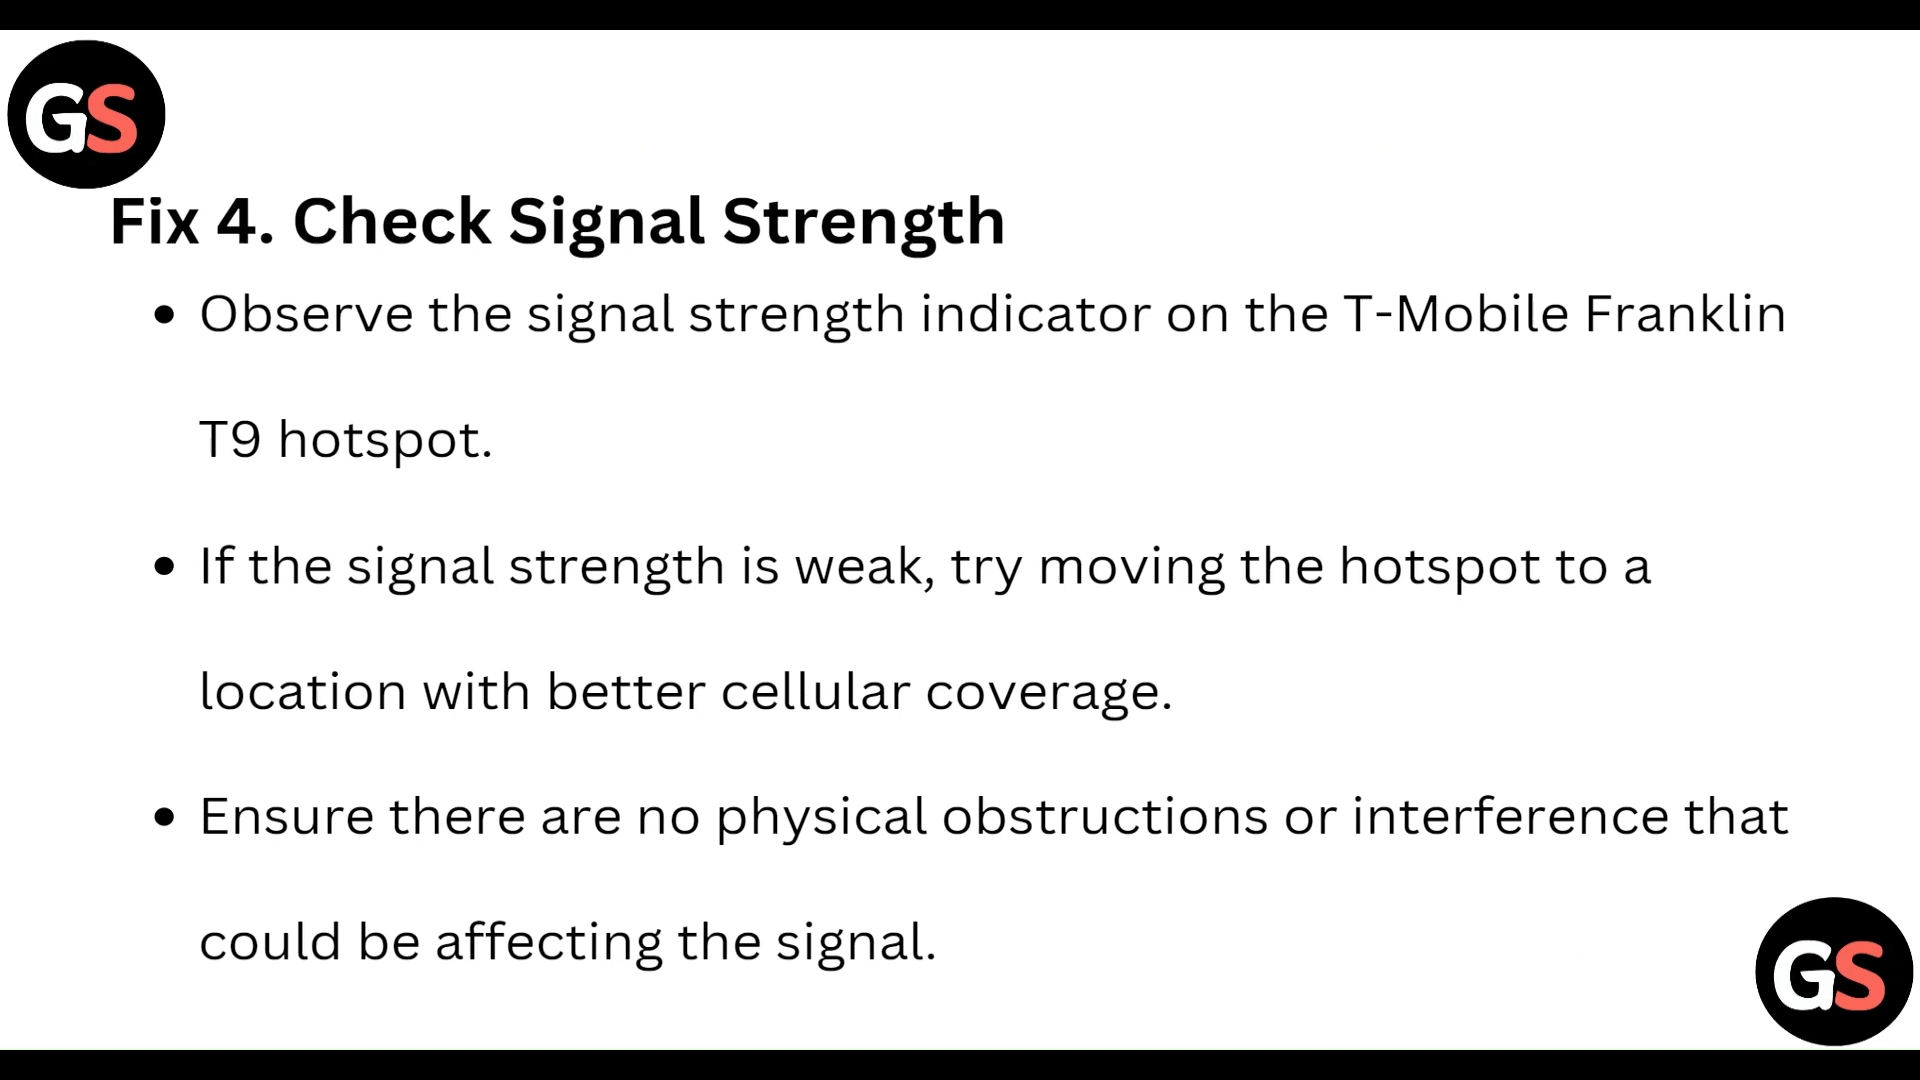 GS
Fix 4. Check Signal Strength
• Observe the signal strength indicator on the T-Mobile Franklin
T9 hotspot.
• If the signal strength is weak, try moving the hotspot to a
location with better cellular coverage.
• Ensure there are no physical obstructions or interference that
could be affecting the signal.
GS